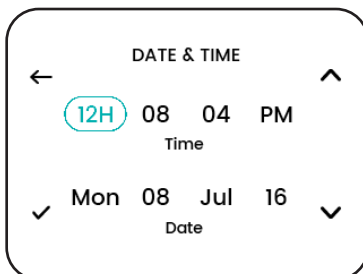 DATE & TIME
12H 08 04 PM
Time
Mon 08 Jul 16
Date